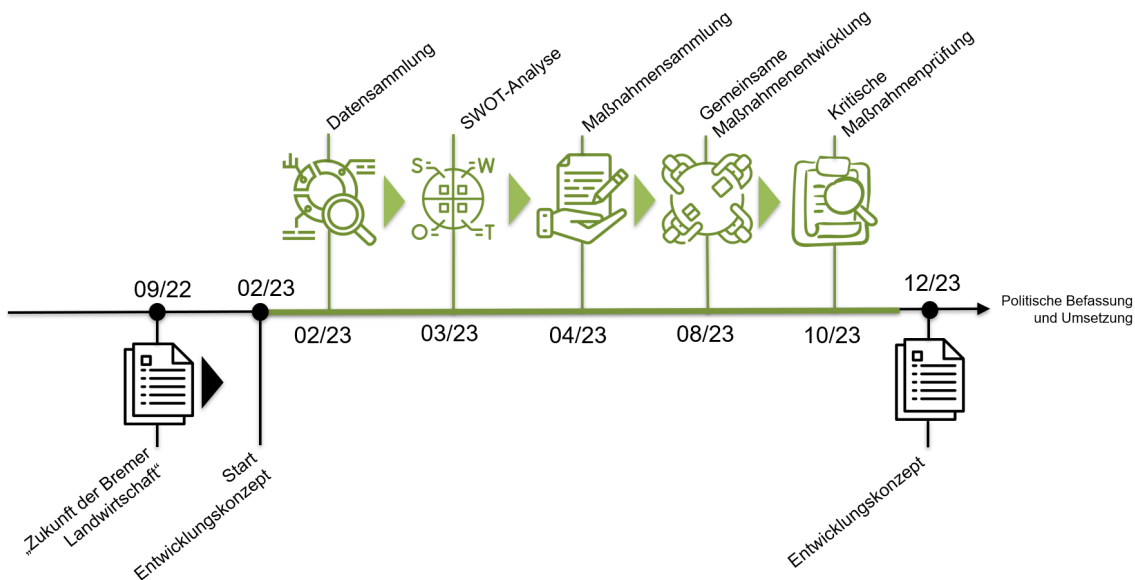 Datensammlung
SWOT-Analyse
Maßnahmensammlung
Gemeinsame
Maßnahmenentwicklung
Kritische
Maßnahmenprüfung
S W
O T
09/22
02/23
12/23
Politische Befassung
und Umsetzung
02/23
03/23
04/23
08/23
10/23
„Zukunft der Bremer
Landwirtschaft“
Start
Entwicklungskonzept
Entwicklungskonzept